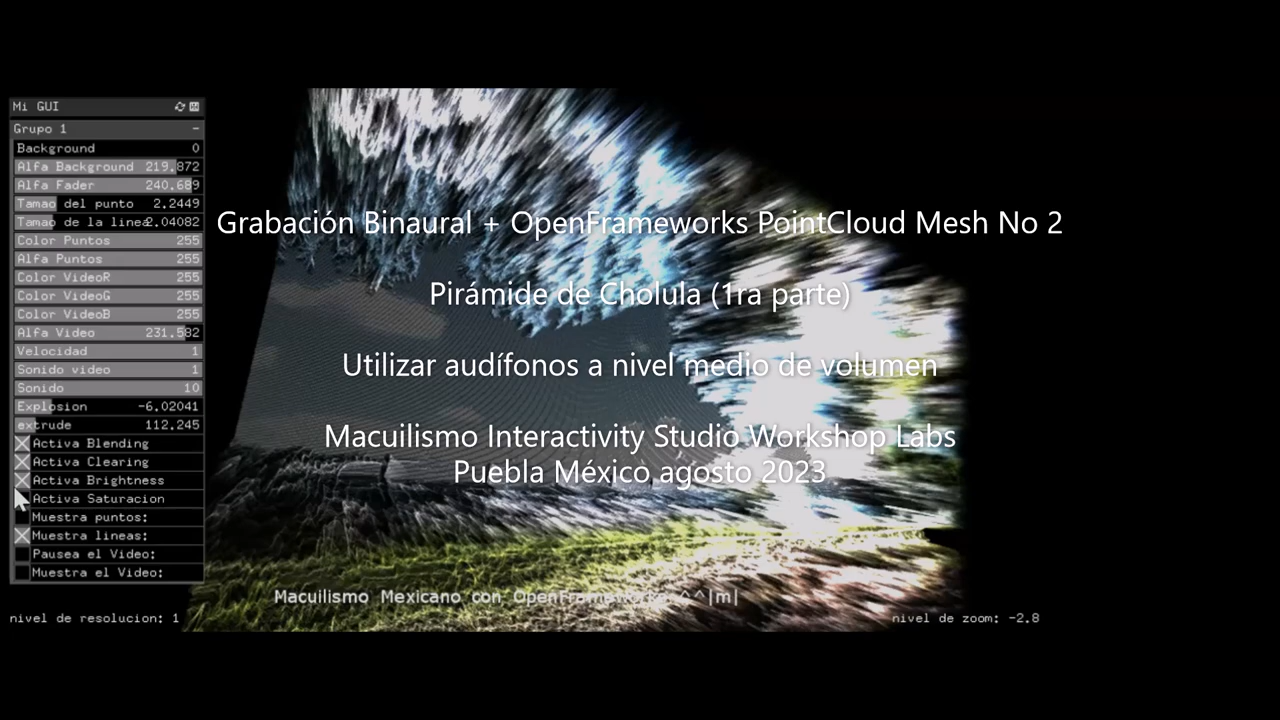 Mi GUI
Grupo 1 -
Background 0
Alfa Background 219.872
Alfa Fader 240.689
Tamao del punto 2.2449
Tamao de la linea 2.04082
Color Puntos 255
Alfa Puntos 255
Color VideoR 255
Color VideoG 255
Color VideoB 255
Alfa Video 231.582
Velocidad 1
Sonido video 1
Sonido 10
Explosion -6.02041
extrude 112.245
Activa Blending
Activa Clearing
Activa Brightness
Activa Saturacion
Muestra puntos:
Muestra lineas:
Pausea el Video:
Muestra el Video:
nivel de resolucion: 1
Grabación Binaural + OpenFrameworks PointCloud Mesh No 2
Pirámide de Cholula (1ra parte)
Utilizar audífonos a nivel medio de volumen
Macuilismo Interactivity Studio Workshop Labs
Puebla México agosto 2023
Macuilismo Mexicano con OpenFrameworks ^^|m|
nivel de zoom: -2.8